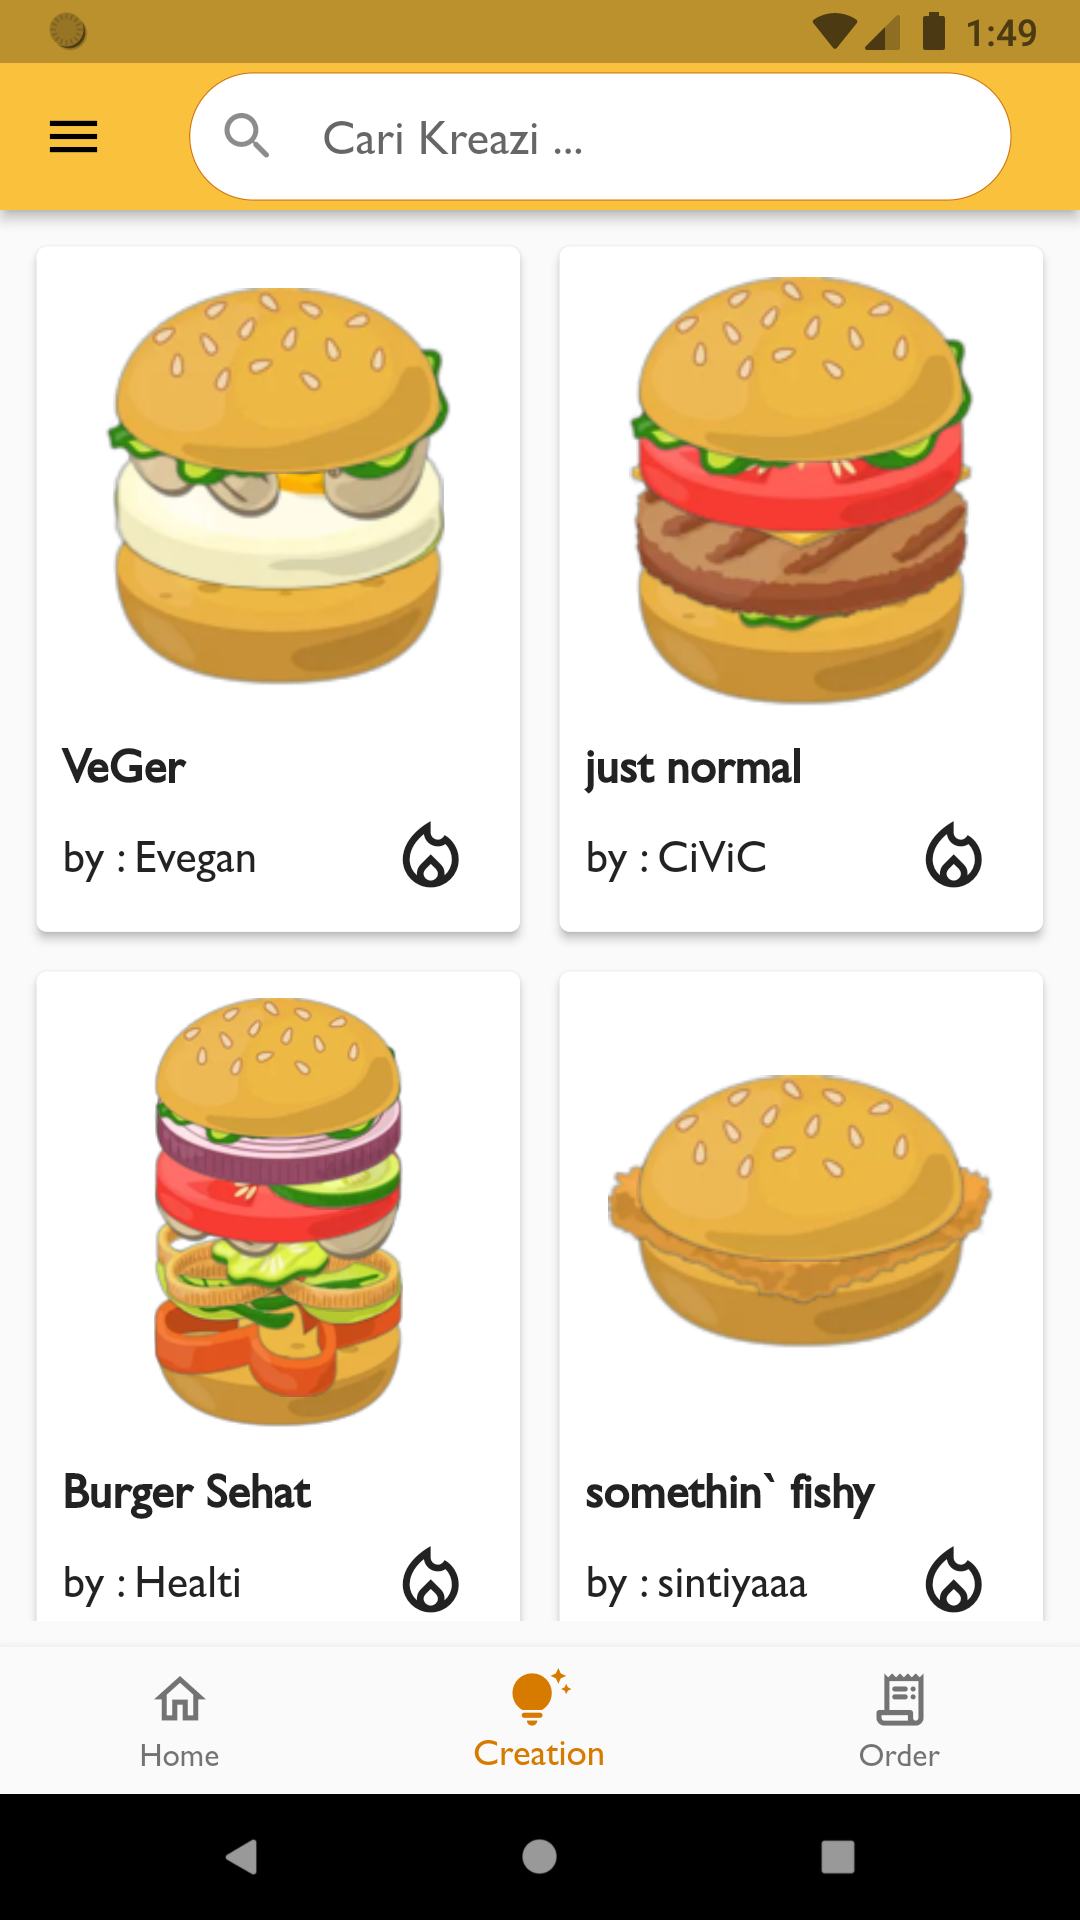 1:49
Cari Kreazi ...
VeGer
by : Evegan
just normal
by : CiViC
Burger Sehat
by : Healti
somethin` fishy
by : sintiyaaa
Home
Creation
Order